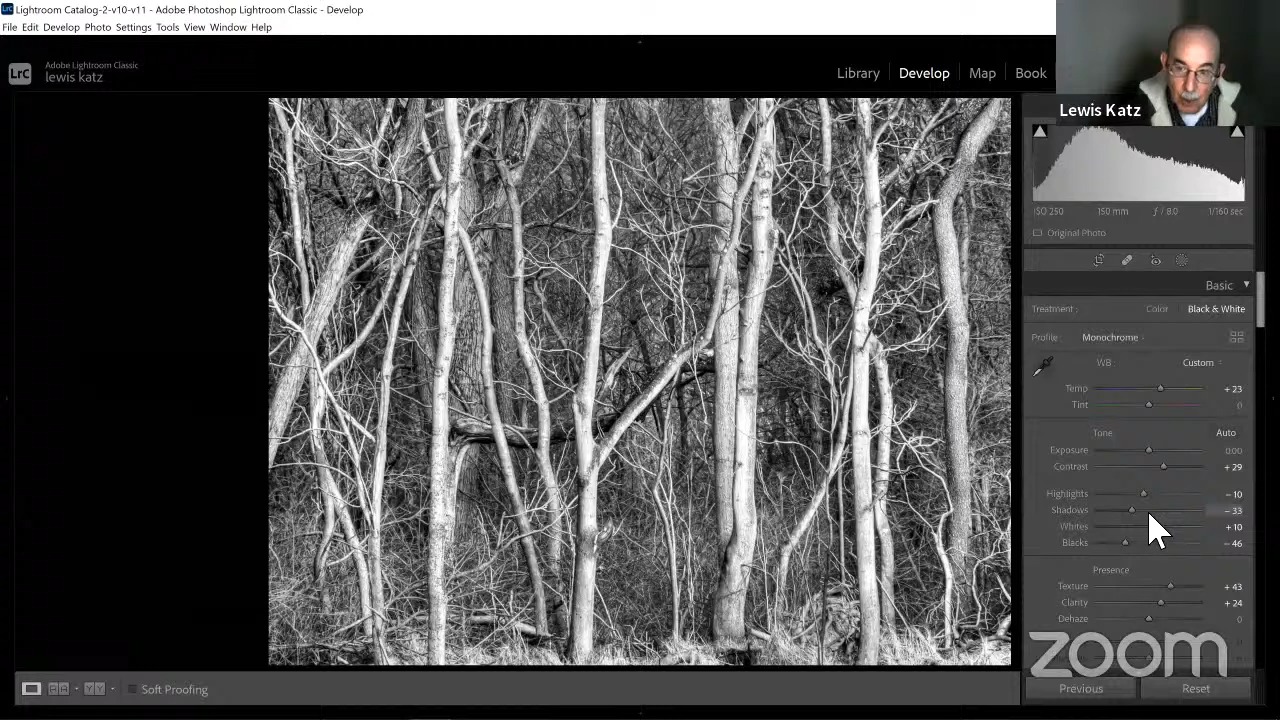 LrC Lightroom Catalog-2-v10-v11 - Adobe Photoshop Lightroom Classic - Develop
File Edit Develop Photo Settings Tools View Window Help
LrC
Adobe Lightroom Classic
lewis katz
Library | Develop | Map | Book
Lewis Katz
ISO 250 150 mm ƒ / 8.0 1/160 sec
Original Photo
Basic
Treatment : Color Black & White
Profile : Monochrome
WB : Custom
Temp + 23
Tint 0
Tone Auto
Exposure 0.00
Contrast + 29
Highlights – 10
Shadows – 33
Whites + 10
Blacks – 46
Presence
Texture + 43
Clarity + 24
Dehaze 0
zoom
Previous Reset
Soft Proofing